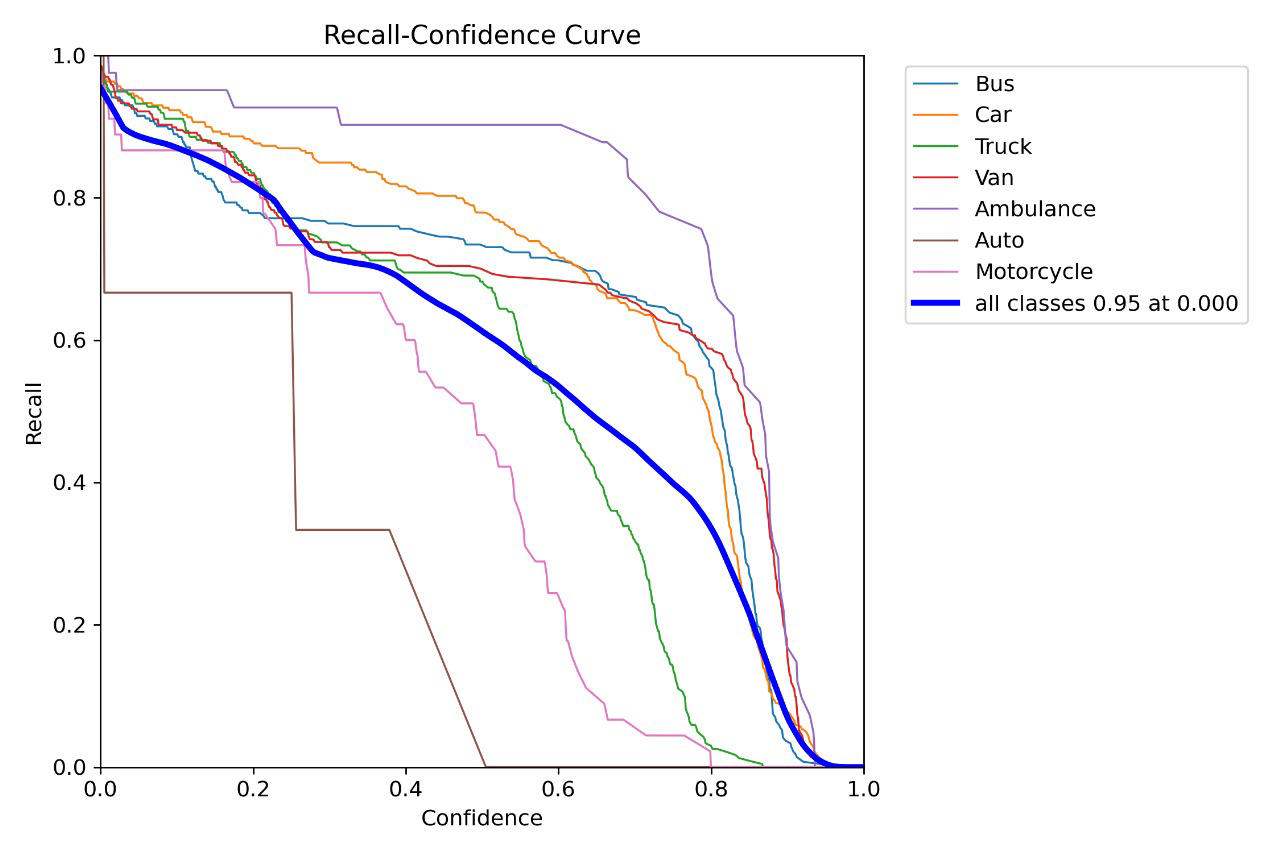 Recall-Confidence Curve
1.0
0.8
0.6
0.4
0.2
0.0
Recall
0.0 0.2 0.4 0.6 0.8 1.0
Confidence
Bus
Car
Truck
Van
Ambulance
Auto
Motorcycle
all classes 0.95 at 0.000